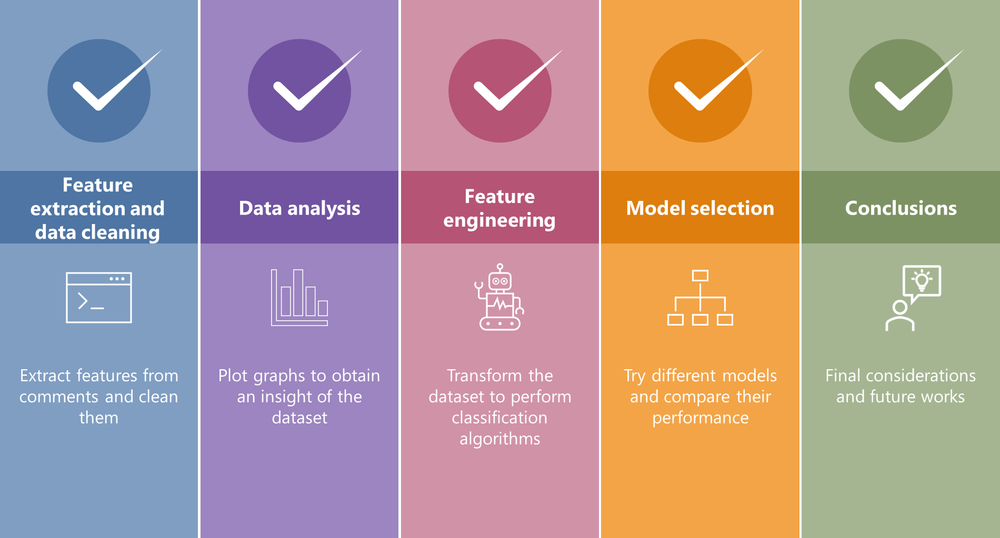 Feature
extraction and
data cleaning
Extract features from
comments and clean
them
Data analysis
Plot graphs to obtain
an insight of the
dataset
Feature
engineering
Transform the
dataset to perform
classification
algorithms
Model selection
Try different models
and compare their
performance
Conclusions
Final considerations
and future works